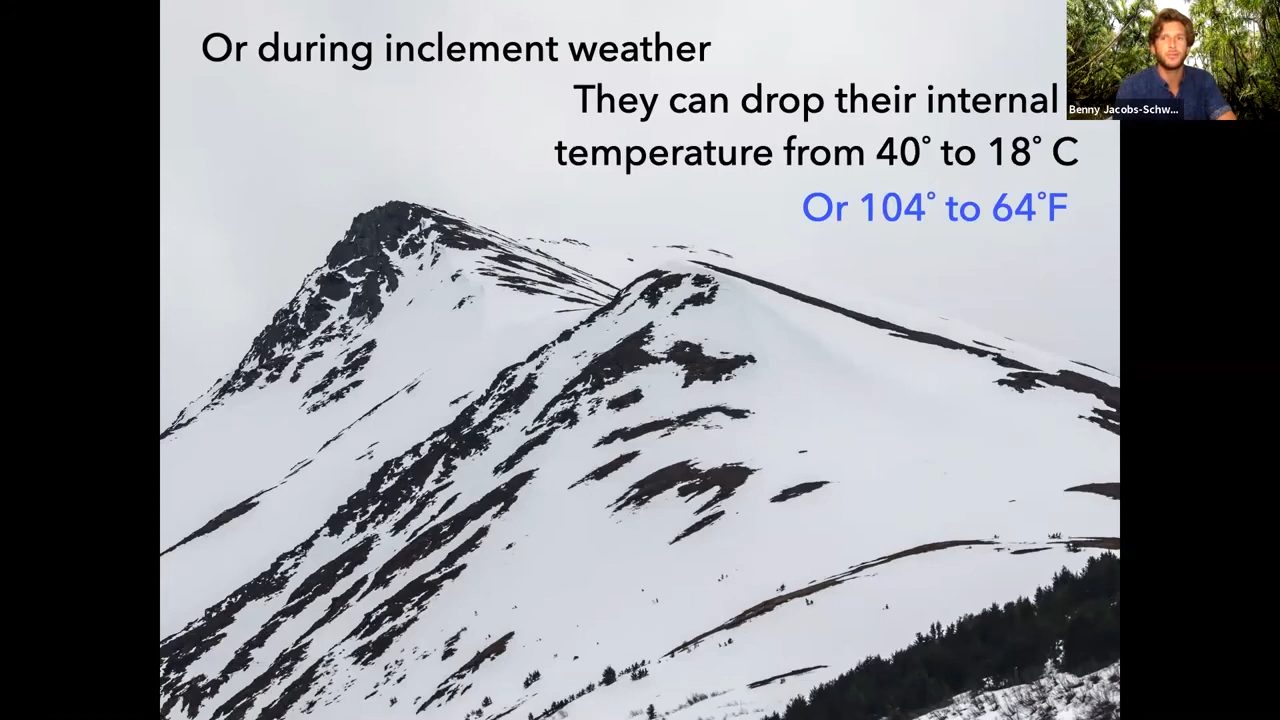 Or during inclement weather
They can drop their internal
temperature from 40° to 18° C
Or 104° to 64°F
Benny Jacobs-Schw...